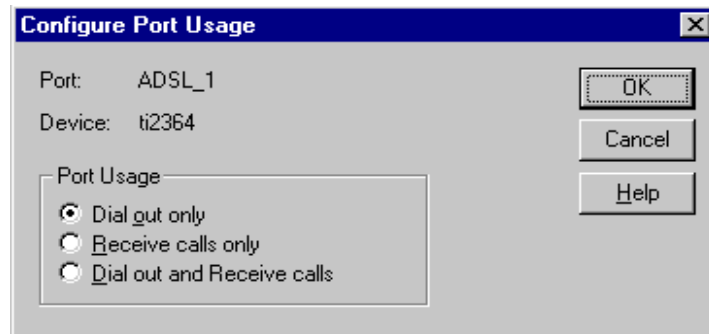 Configure Port Usage
Port: ADSL_1
Device: ti2364
Port Usage
Dial out only
Receive calls only
Dial out and Receive calls
OK
Cancel
Help